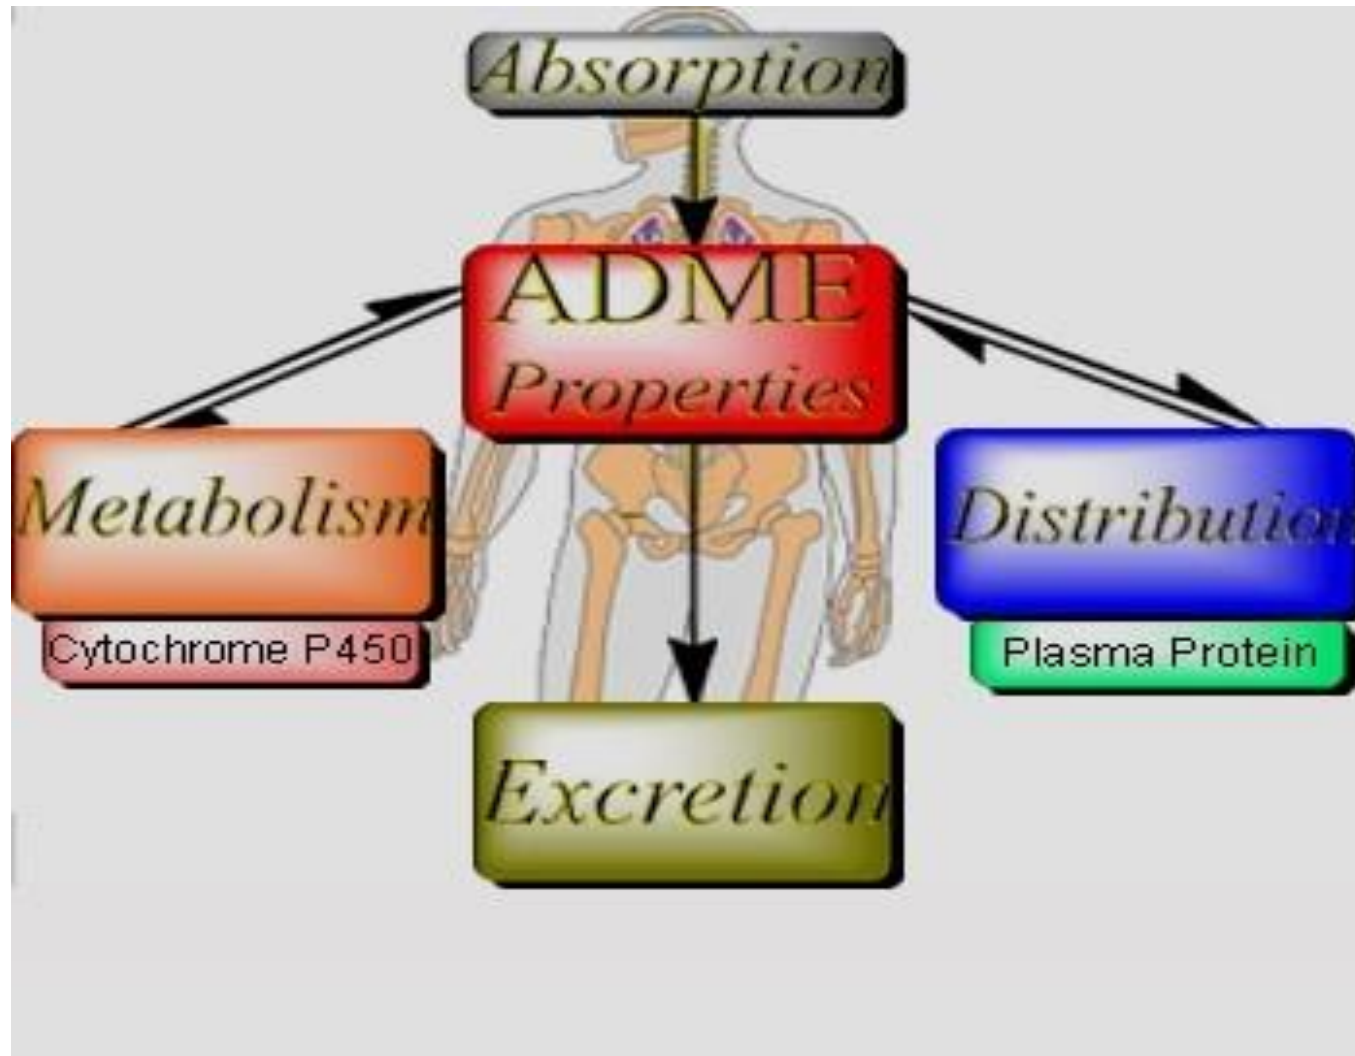 Absorption
ADME
Properties
Metabolism
Distribution
Cytochrome P450
Plasma Protein
Excretion